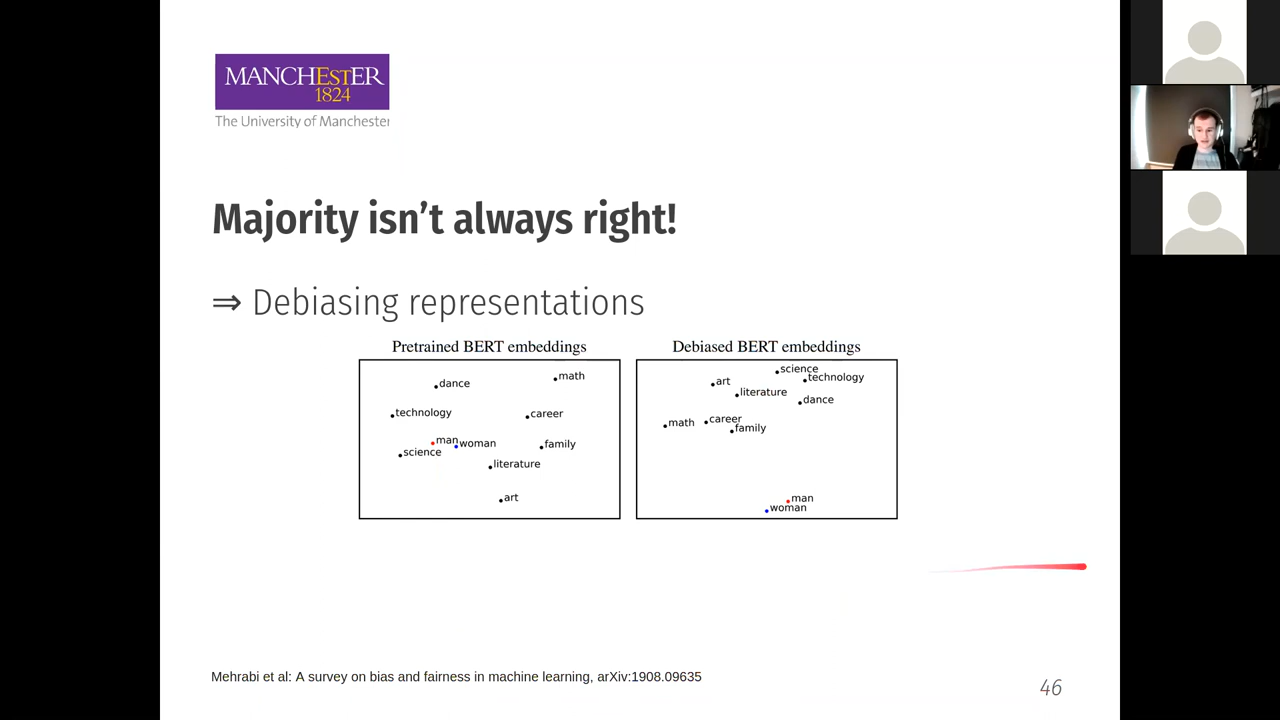 MANCHESTER
1824
The University of Manchester
Majority isn't always right!
⇒ Debiasing representations
Pretrained BERT embeddings
dance
math
technology
career
man
woman
family
science
literature
art
Debiased BERT embeddings
science
technology
art
literature
dance
math
career
family
man
woman
Mehrabi et al: A survey on bias and fairness in machine learning, arXiv:1908.09635
46